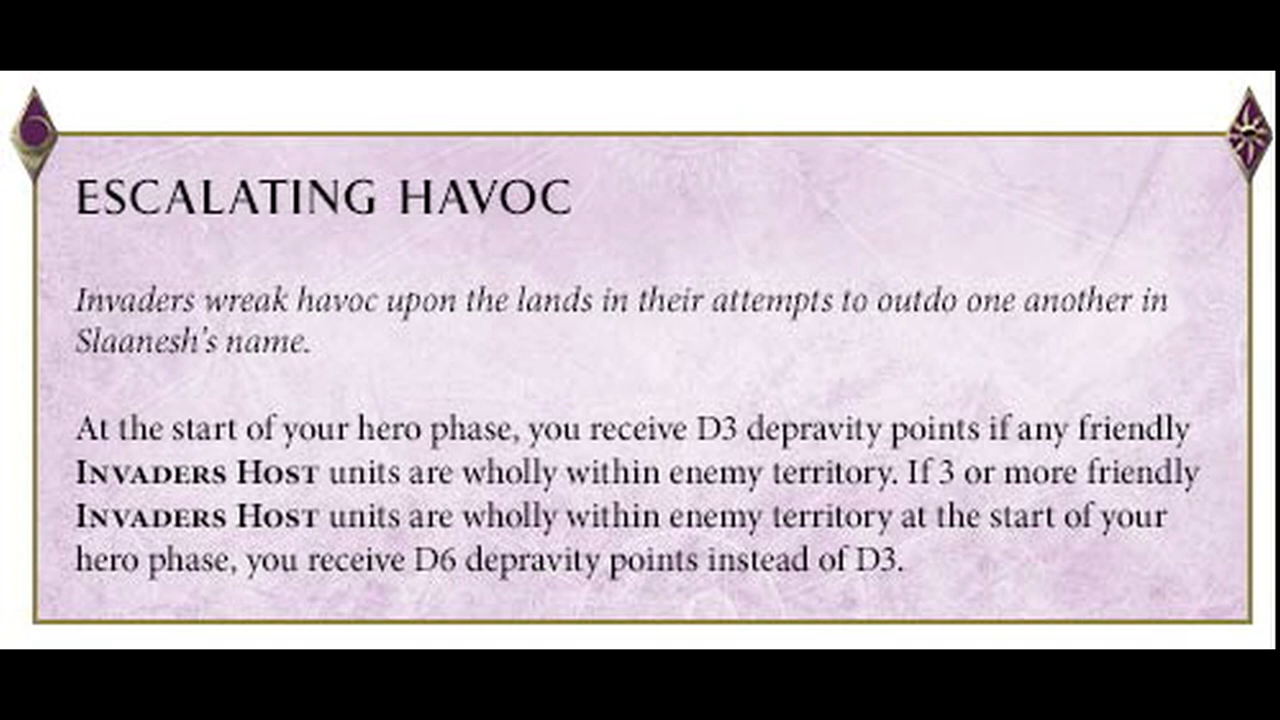 ESCALATING HAVOC
Invaders wreak havoc upon the lands in their attempts to outdo one another in
Slaanesh's name.
At the start of your hero phase, you receive D3 depravity points if any friendly
INVADERS HOST units are wholly within enemy territory. If 3 or more friendly
INVADERS HOST units are wholly within enemy territory at the start of your
hero phase, you receive D6 depravity points instead of D3.